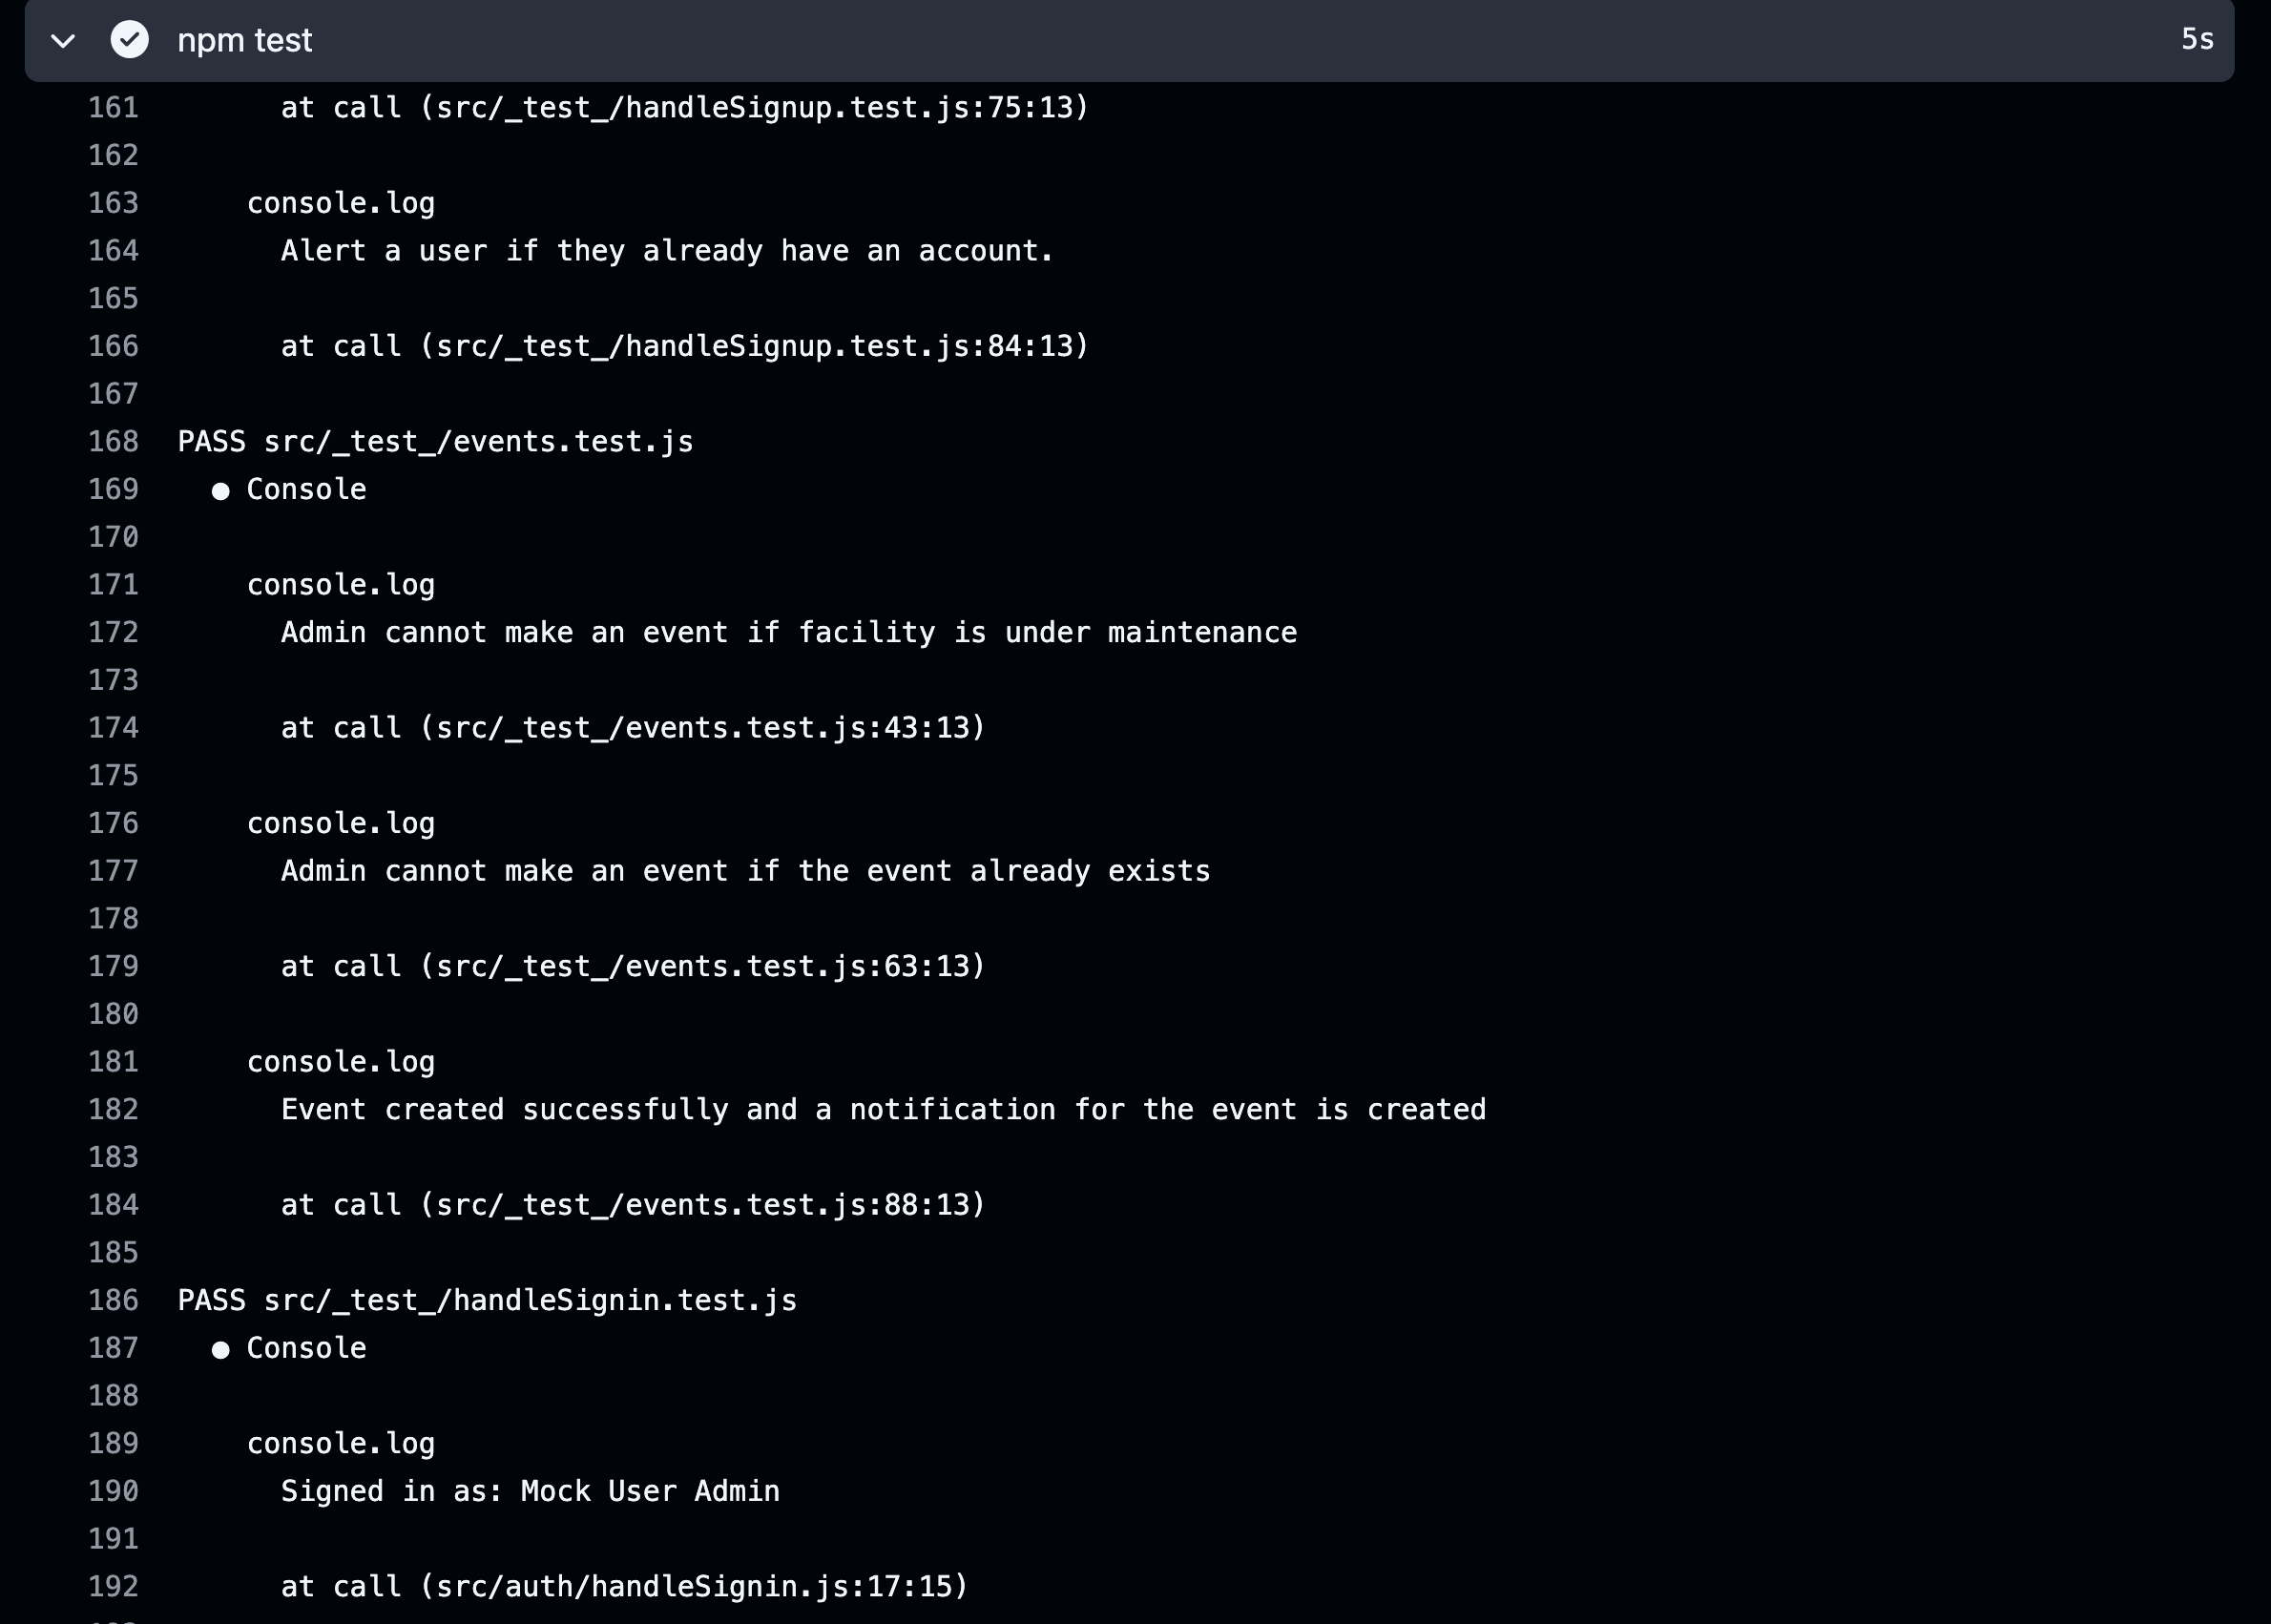 npm test 5s
161 at call (src/_test_/handleSignup.test.js:75:13)
162
163 console.log
164 Alert a user if they already have an account.
165
166 at call (src/_test_/handleSignup.test.js:84:13)
167
168 PASS src/_test_/events.test.js
169 ● Console
170
171 console.log
172 Admin cannot make an event if facility is under maintenance
173
174 at call (src/_test_/events.test.js:43:13)
175
176 console.log
177 Admin cannot make an event if the event already exists
178
179 at call (src/_test_/events.test.js:63:13)
180
181 console.log
182 Event created successfully and a notification for the event is created
183
184 at call (src/_test_/events.test.js:88:13)
185
186 PASS src/_test_/handleSignin.test.js
187 ● Console
188
189 console.log
190 Signed in as: Mock User Admin
191
192 at call (src/auth/handleSignin.js:17:15)